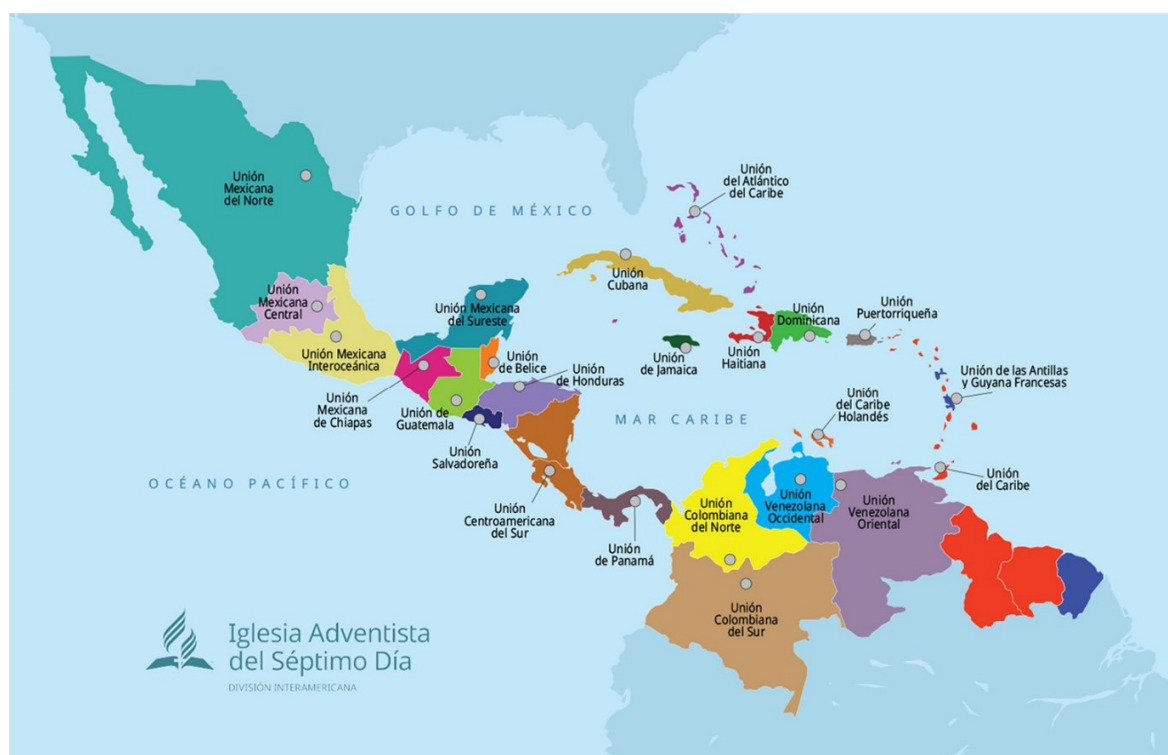 Unión
Mexicana
del Norte
GOLFO DE MÉXICO
Unión
del Atlántico
del Caribe
Unión
Cubana
Unión
Mexicana
Central
Unión Mexicana
del Sureste
Unión
Dominicana
Unión
Puertorriqueña
Unión Mexicana
Interoceánica
Unión
de Belice
Unión
de Honduras
Unión
de Jamaica
Unión
Haitiana
Unión de las Antillas
y Guyana Francesas
Unión
Mexicana
de Chiapas
Unión de
Guatemala
MAR CARIBE
Unión
del Caribe
Holandés
Unión
Salvadoreña
OCÉANO PACÍFICO
Unión
del Caribe
Unión
Centroamericana
del Sur
Unión
de Panamá
Unión
Colombiana
del Norte
Unión
Venezolana
Occidental
Unión
Venezolana
Oriental
Unión
Colombiana
del Sur
Iglesia Adventista
del Séptimo Día
DIVISIÓN INTERAMERICANA